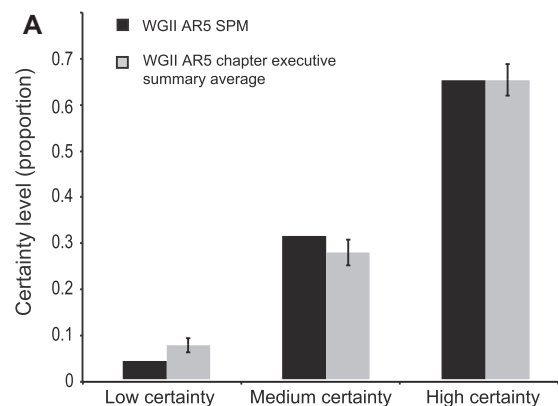 A
WGII AR5 SPM
WGII AR5 chapter executive
summary average
Certainty level (proportion)
0.7
0.6
0.5
0.4
0.3
0.2
0.1
0
Low certainty
Medium certainty
High certainty